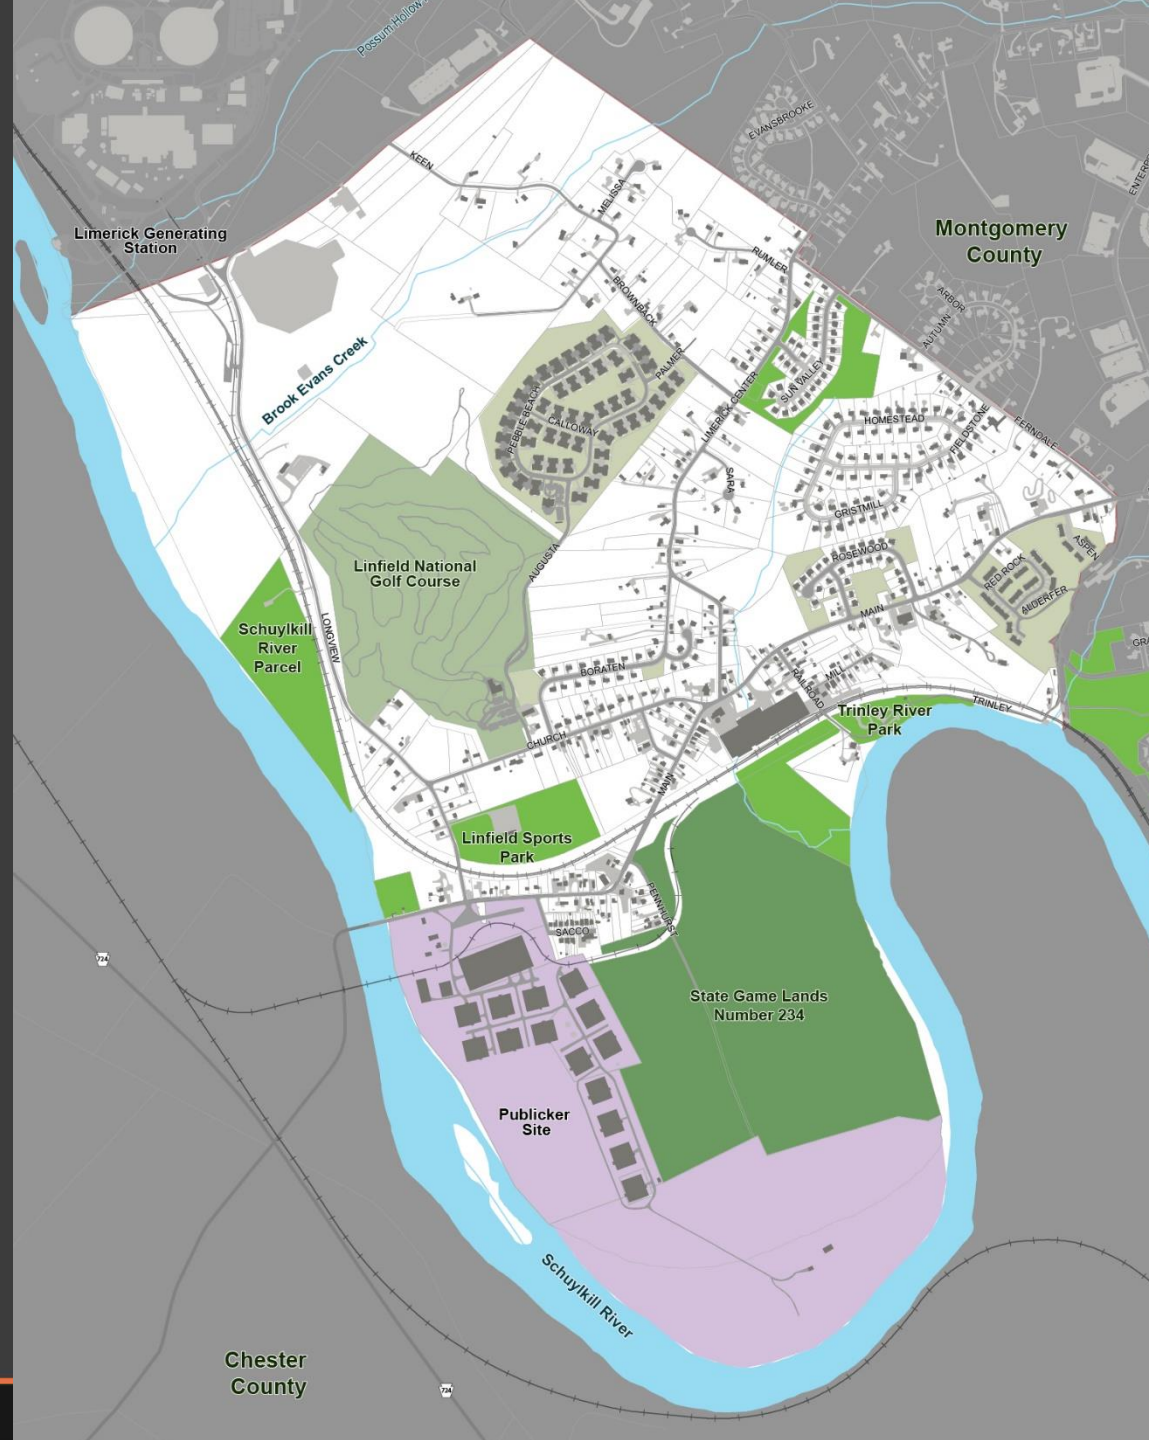 Possum Hollow
EVANSBROOKE
KEEN
MELISSA
Limerick Generating
Station
Montgomery
County
RUMLER
BROWNBACK
ARBOR
AUTUMN
Brook Evans Creek
PALMER
SUN VALLEY
PEBBLE BEACH
CALLOWAY
LIMERICK CENTER
HOMESTEAD
FIELDSTONE
FERNDALE
SARA
GRISTMILL
Linfield National
Golf Course
AUGUSTA
ROSEWOOD
ASPEN
RED ROCK
ALDERFER
MAIN
LONGVIEW
Schuylkill
River
Parcel
BORATEN
MILL
RAILROAD
Trinley River
Park
TRINLEY
CHURCH
MAIN
Linfield Sports
Park
PENNHURST
SACCO
724
State Game Lands
Number 234
Publicker
Site
Schuylkill River
Chester
County
724